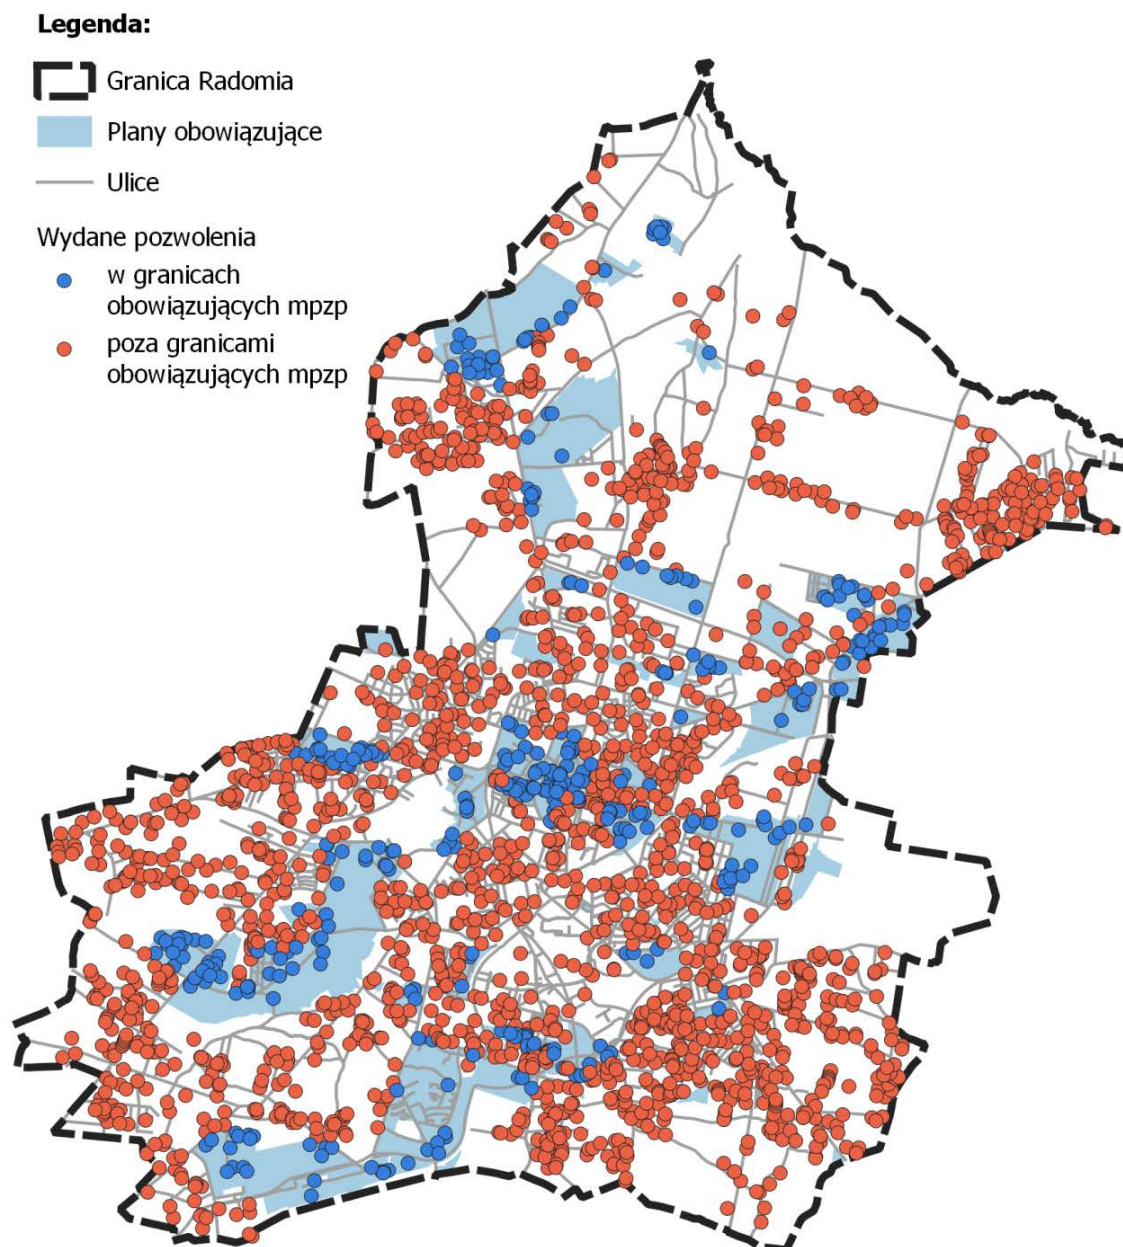 Legenda:
Granica Radomia
Plany obowiązujące
Ulice
Wydane pozwolenia
w granicach
obowiązujących mpzp
poza granicami
obowiązujących mpzp